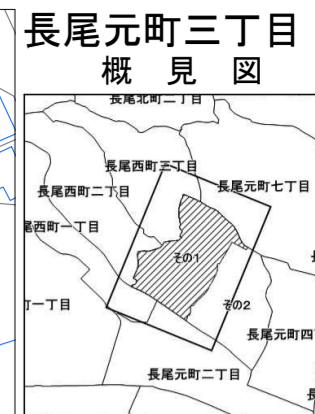 長尾元町三丁目
概見図
長尾北町二丁目
長尾西町三丁目
長尾元町七丁目
長尾西町二丁目
尾西町一丁目
その1
その2
丁一丁目
長尾元町四
長尾元町二丁目